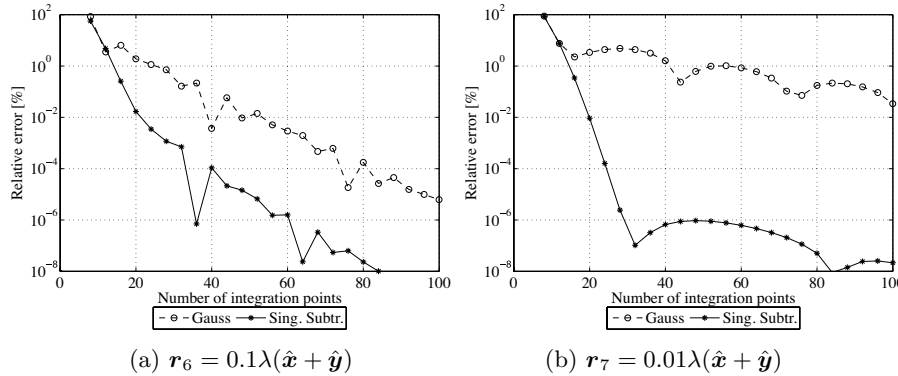 10^2
10^0
10^-2
10^-4
10^-6
10^-8
Relative error [%]
0 20 40 60 80 100
Number of integration points
Gauss Sing. Subtr.
(a) r_6 = 0.1λ(x̂ + ŷ)
10^2
10^0
10^-2
10^-4
10^-6
10^-8
Relative error [%]
0 20 40 60 80 100
Number of integration points
Gauss Sing. Subtr.
(b) r_7 = 0.01λ(x̂ + ŷ)